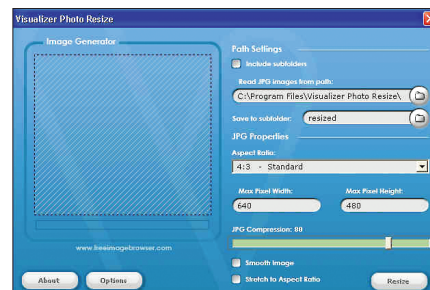 Visualizer Photo Resize
Image Generator
www.freeimagebrowser.com
About
Options
Path Settings
Include subfolders
Read JPG images from path:
C:\Program Files\Visualizer Photo Resize\
Save to subfolder: resized
JPG Properties
Aspect Ratio:
4:3 - Standard
Max Pixel Width: Max Pixel Height:
640 480
JPG Compression: 80
Smooth Image
Stretch to Aspect Ratio
Resize